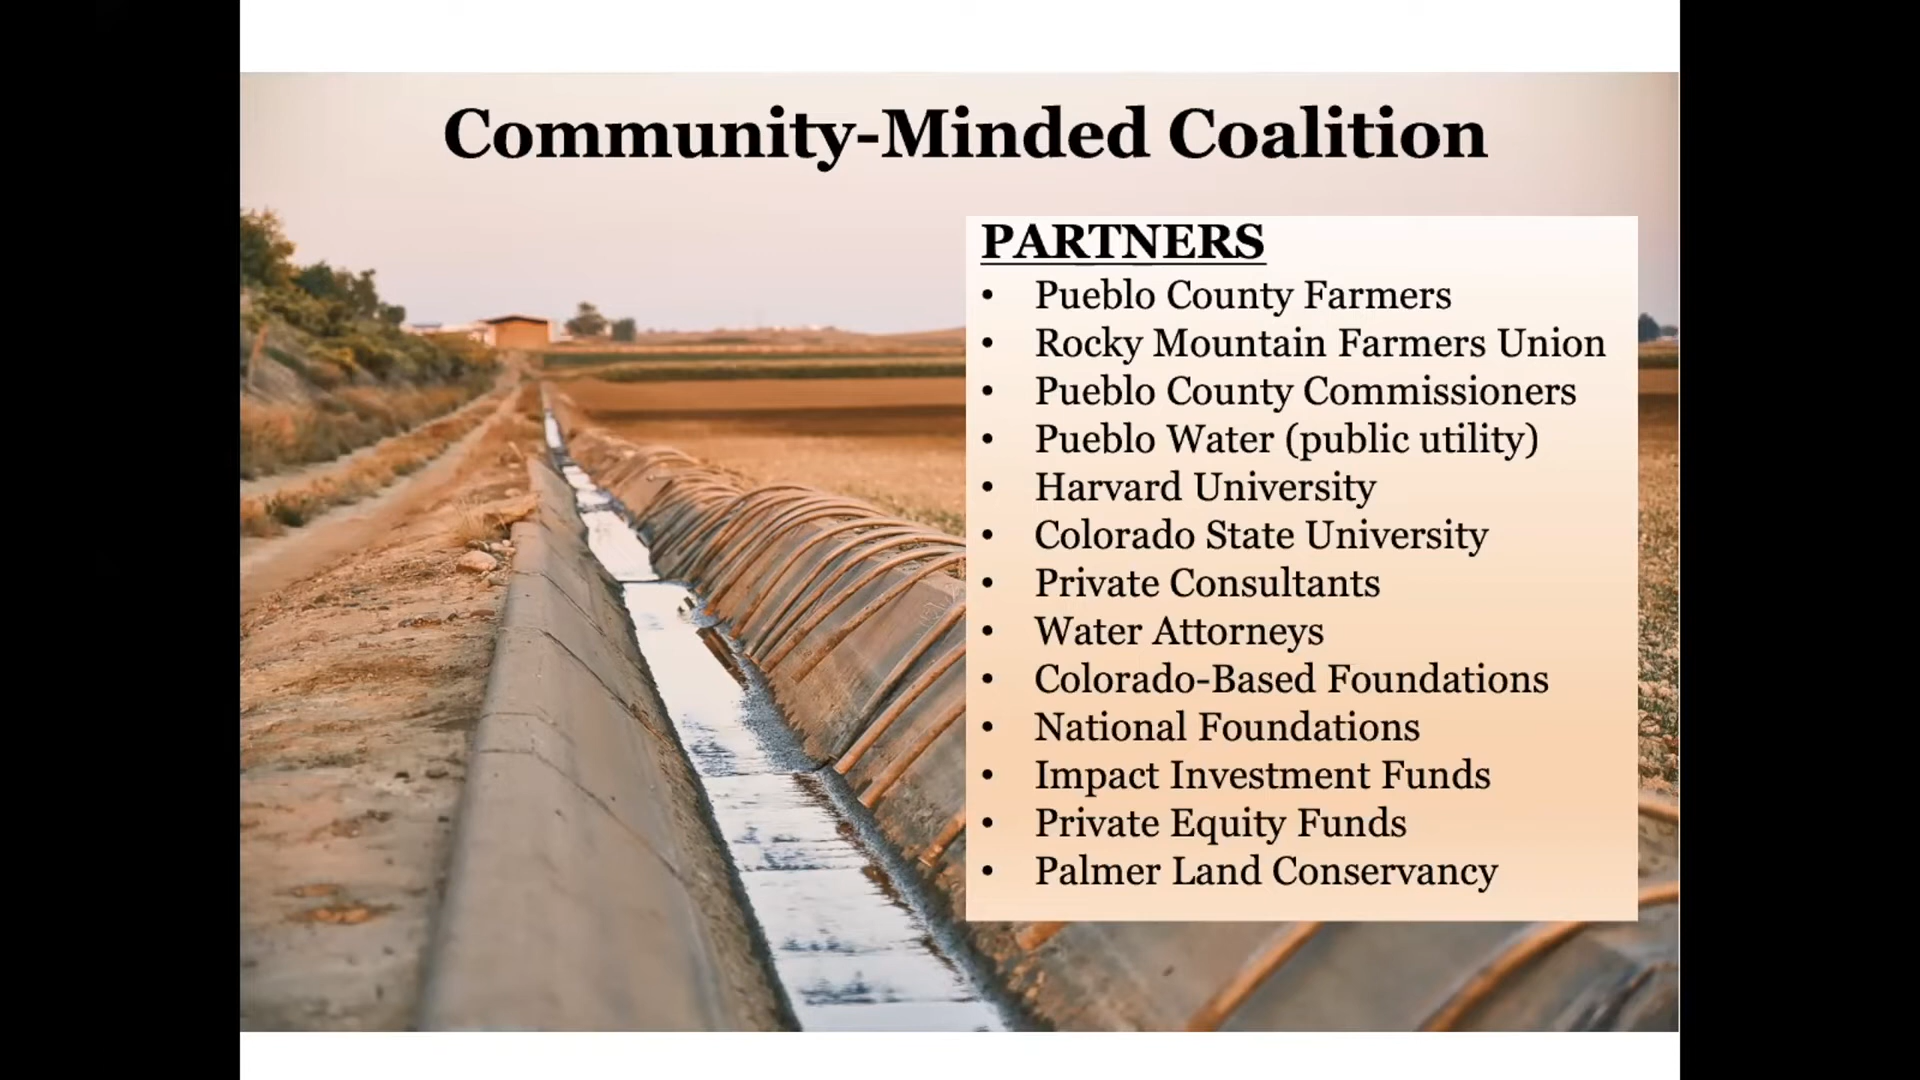 Community-Minded Coalition
PARTNERS
• Pueblo County Farmers
• Rocky Mountain Farmers Union
• Pueblo County Commissioners
• Pueblo Water (public utility)
• Harvard University
• Colorado State University
• Private Consultants
• Water Attorneys
• Colorado-Based Foundations
• National Foundations
• Impact Investment Funds
• Private Equity Funds
• Palmer Land Conservancy